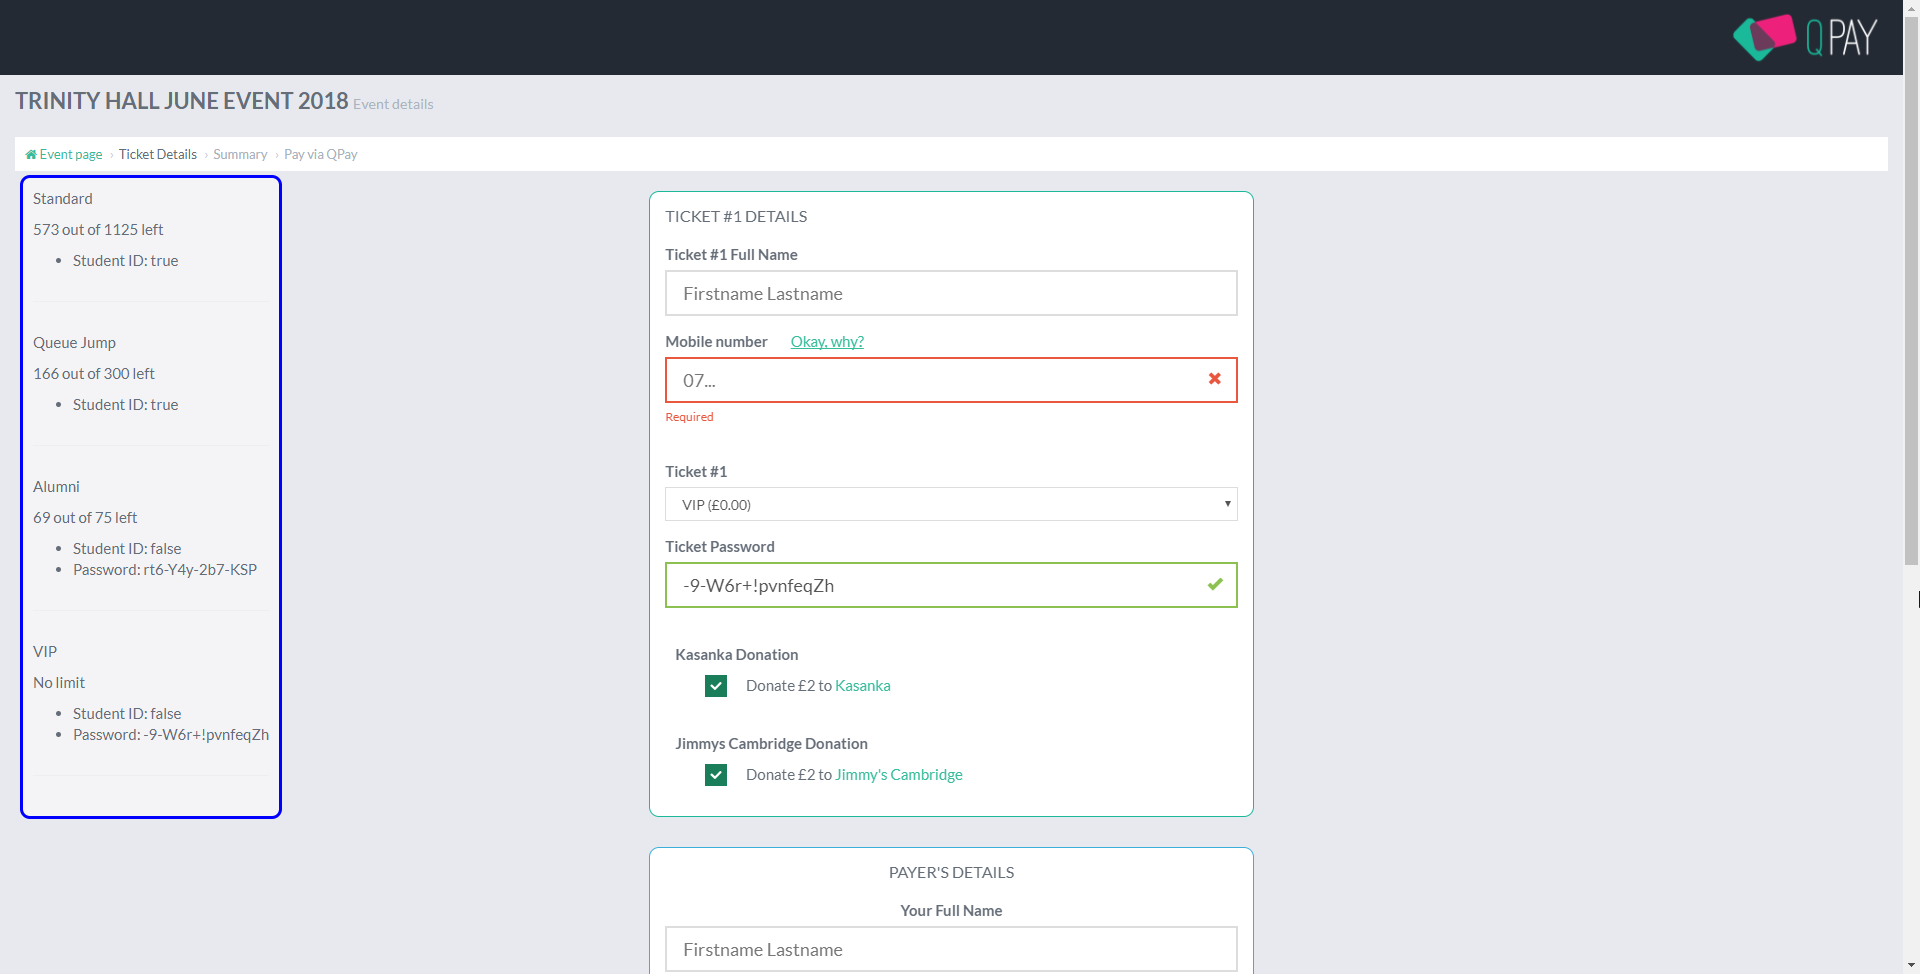 QPAY
TRINITY HALL JUNE EVENT 2018 Event details
Event page › Ticket Details › Summary › Pay via QPay
Standard
573 out of 1125 left
• Student ID: true
Queue Jump
166 out of 300 left
• Student ID: true
Alumni
69 out of 75 left
• Student ID: false
• Password: rt6-Y4y-2b7-KSP
VIP
No limit
• Student ID: false
• Password: -9-W6r+!pvnfeqZh
TICKET #1 DETAILS
Ticket #1 Full Name
Firstname Lastname
Mobile number Okay, why?
07...
Required
Ticket #1
VIP (£0.00)
Ticket Password
-9-W6r+!pvnfeqZh
Kasanka Donation
Donate £2 to Kasanka
Jimmys Cambridge Donation
Donate £2 to Jimmy's Cambridge
PAYER'S DETAILS
Your Full Name
Firstname Lastname